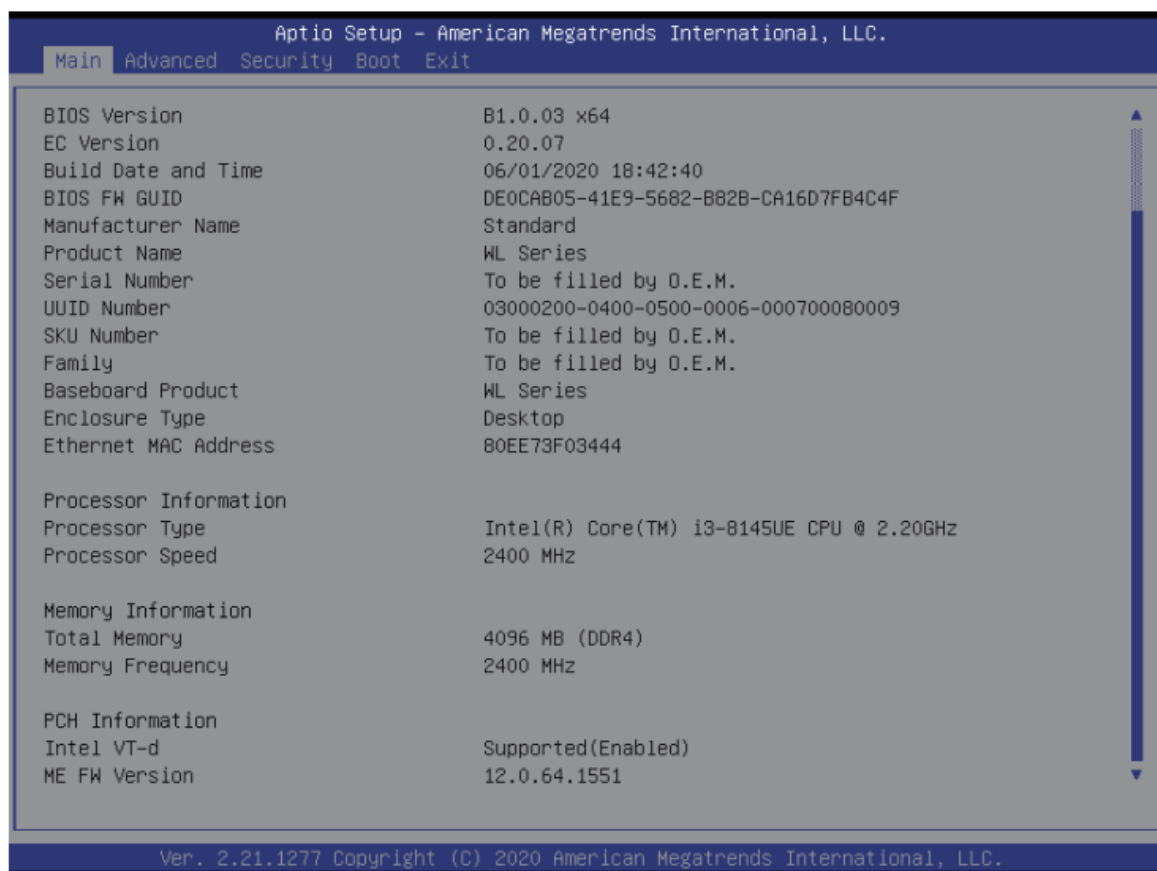 Aptio Setup – American Megatrends International, LLC.
Main Advanced Security Boot Exit
BIOS Version B1.0.03 x64
EC Version 0.20.07
Build Date and Time 06/01/2020 18:42:40
BIOS FW GUID DE0CAB05-41E9-5682-B82B-CA16D7FB4C4F
Manufacturer Name Standard
Product Name WL Series
Serial Number To be filled by O.E.M.
UUID Number 03000200-0400-0500-0006-000700080009
SKU Number To be filled by O.E.M.
Family To be filled by O.E.M.
Baseboard Product WL Series
Enclosure Type Desktop
Ethernet MAC Address 80EE73F03444
Processor Information
Processor Type Intel(R) Core(TM) i3-8145UE CPU @ 2.20GHz
Processor Speed 2400 MHz
Memory Information
Total Memory 4096 MB (DDR4)
Memory Frequency 2400 MHz
PCH Information
Intel VT-d Supported(Enabled)
ME FW Version 12.0.64.1551
Ver. 2.21.1277 Copyright (C) 2020 American Megatrends International, LLC.